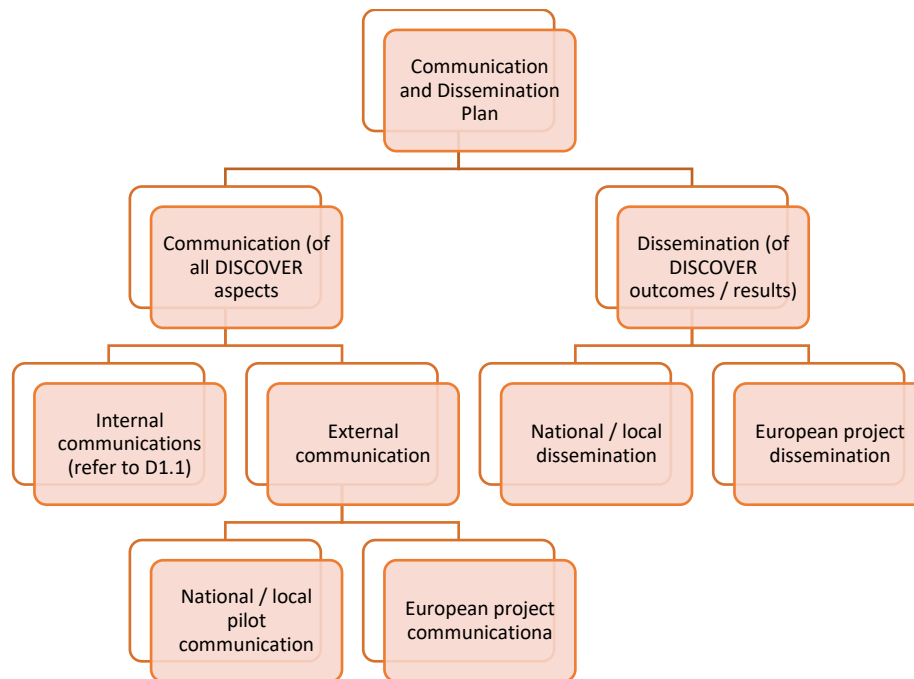 Communication
and Dissemination
Plan
Communication (of
all DISCOVER
aspects
Dissemination (of
DISCOVER
outcomes / results)
Internal
communications
(refer to D1.1)
External
communication
National / local
dissemination
European project
dissemination
National / local
pilot
communication
European project
communicationa